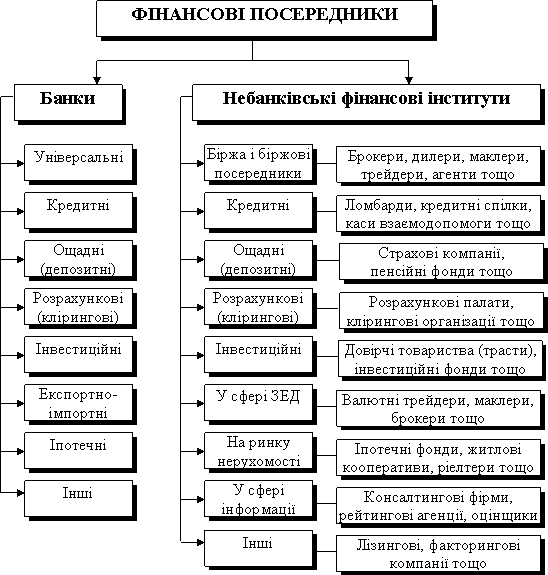 ФІНАНСОВІ ПОСЕРЕДНИКИ
Банки
Небанківські фінансові інститути
Універсальні
Кредитні
Ощадні
(депозитні)
Розрахункові
(клірингові)
Інвестиційні
Експортно-
імпортні
Іпотечні
Інші
Біржа і біржові
посередники
Брокери, дилери, маклери,
трейдери, агенти тощо
Кредитні
Ломбарди, кредитні спілки,
каси взаємодопомоги тощо
Ощадні
(депозитні)
Страхові компанії,
пенсійні фонди тощо
Розрахункові
(клірингові)
Розрахункові палати,
клірингові організації тощо
Інвестиційні
Довірчі товариства (трасти),
інвестиційні фонди тощо
У сфері ЗЕД
Валютні трейдери, маклери,
брокери тощо
На ринку
нерухомості
Іпотечні фонди, житлові
кооперативи, ріелтери тощо
У сфері
інформації
Консалтингові фірми,
рейтингові агенції, оцінщики
Інші
Лізингові, факторингові
компанії тощо